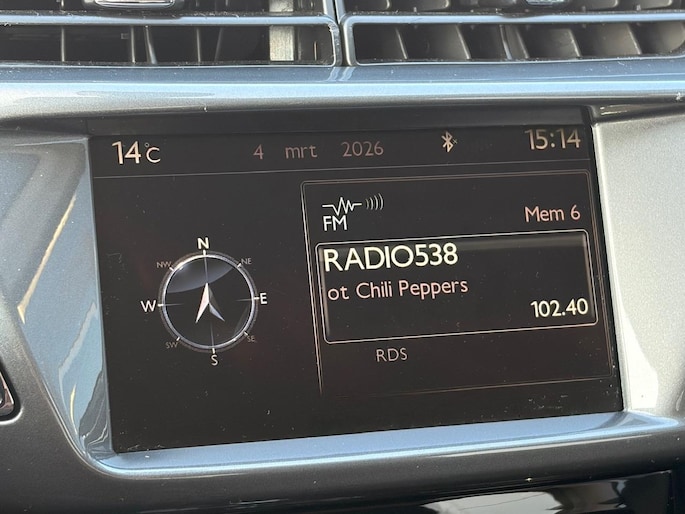 14°C 4 mrt 2026 15:14
FM Mem 6
RADIO538
ot Chili Peppers
102.40
RDS
N
NW NE
W E
SW SE
S